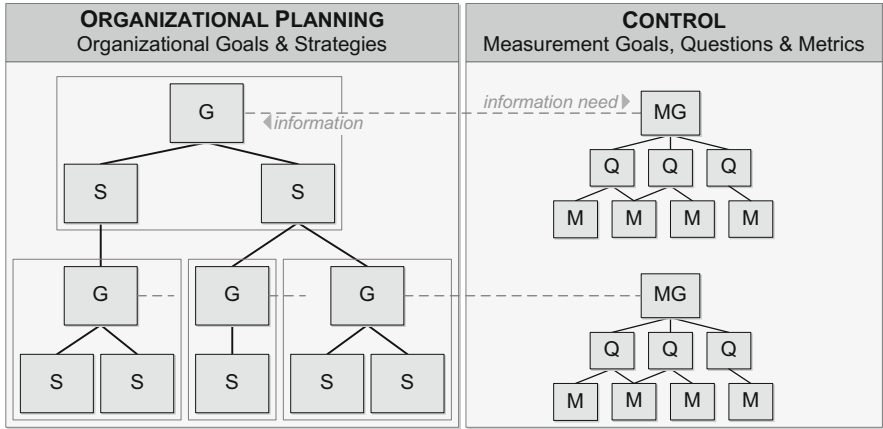 ORGANIZATIONAL PLANNING
Organizational Goals & Strategies
G
S
S
G
G
G
S
S
S
S
S
information
CONTROL
Measurement Goals, Questions & Metrics
information need
MG
Q
Q
Q
M
M
M
M
MG
Q
Q
Q
M
M
M
M